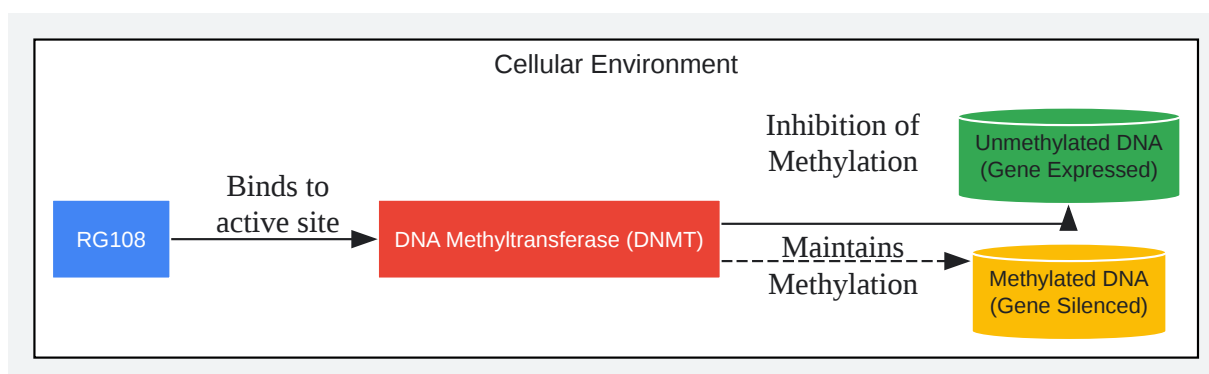 Cellular Environment
RG108
Binds to
active site
DNA Methyltransferase (DNMT)
Inhibition of
Methylation
Unmethylated DNA
(Gene Expressed)
Maintains
Methylation
Methylated DNA
(Gene Silenced)